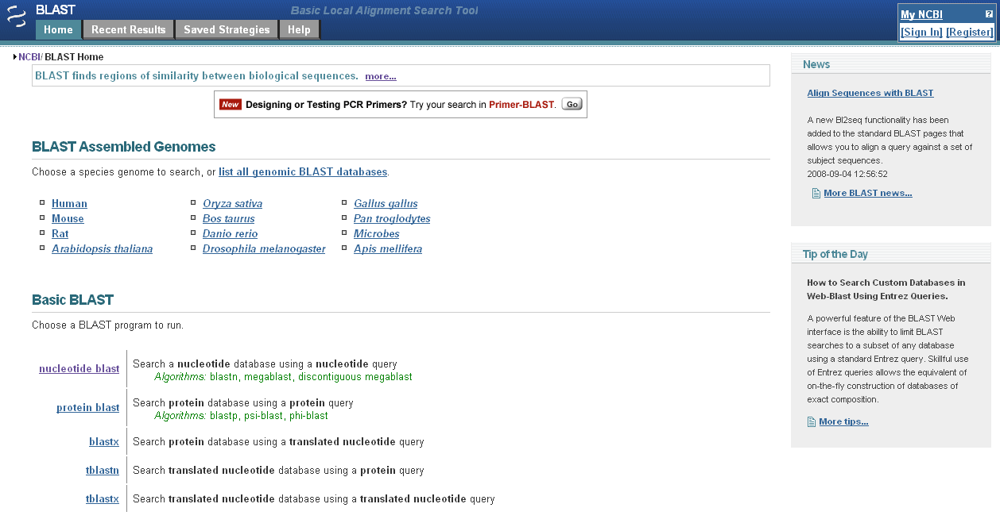 BLAST
Basic Local Alignment Search Tool
Home Recent Results Saved Strategies Help
My NCBI ?
[Sign In] [Register]
NCBI/ BLAST Home
BLAST finds regions of similarity between biological sequences. more...
New Designing or Testing PCR Primers? Try your search in Primer-BLAST. Go
BLAST Assembled Genomes
Choose a species genome to search, or list all genomic BLAST databases.
Human
Mouse
Rat
Arabidopsis thaliana
Oryza sativa
Bos taurus
Danio rerio
Drosophila melanogaster
Gallus gallus
Pan troglodytes
Microbes
Apis mellifera
Basic BLAST
Choose a BLAST program to run.
nucleotide blast
Search a nucleotide database using a nucleotide query
Algorithms: blastn, megablast, discontiguous megablast
protein blast
Search protein database using a protein query
Algorithms: blastp, psi-blast, phi-blast
blastx
Search protein database using a translated nucleotide query
tblastn
Search translated nucleotide database using a protein query
tblastx
Search translated nucleotide database using a translated nucleotide query
News
Align Sequences with BLAST
A new Bl2seq functionality has been
added to the standard BLAST pages that
allows you to align a query against a set of
subject sequences.
2008-09-04 12:56:52
More BLAST news...
Tip of the Day
How to Search Custom Databases in
Web-Blast Using Entrez Queries.
A powerful feature of the BLAST Web
interface is the ability to limit BLAST
searches to a subset of any database
using a standard Entrez query. Skillful use
of Entrez queries allows the equivalent of
on-the-fly construction of databases of
exact composition.
More tips...